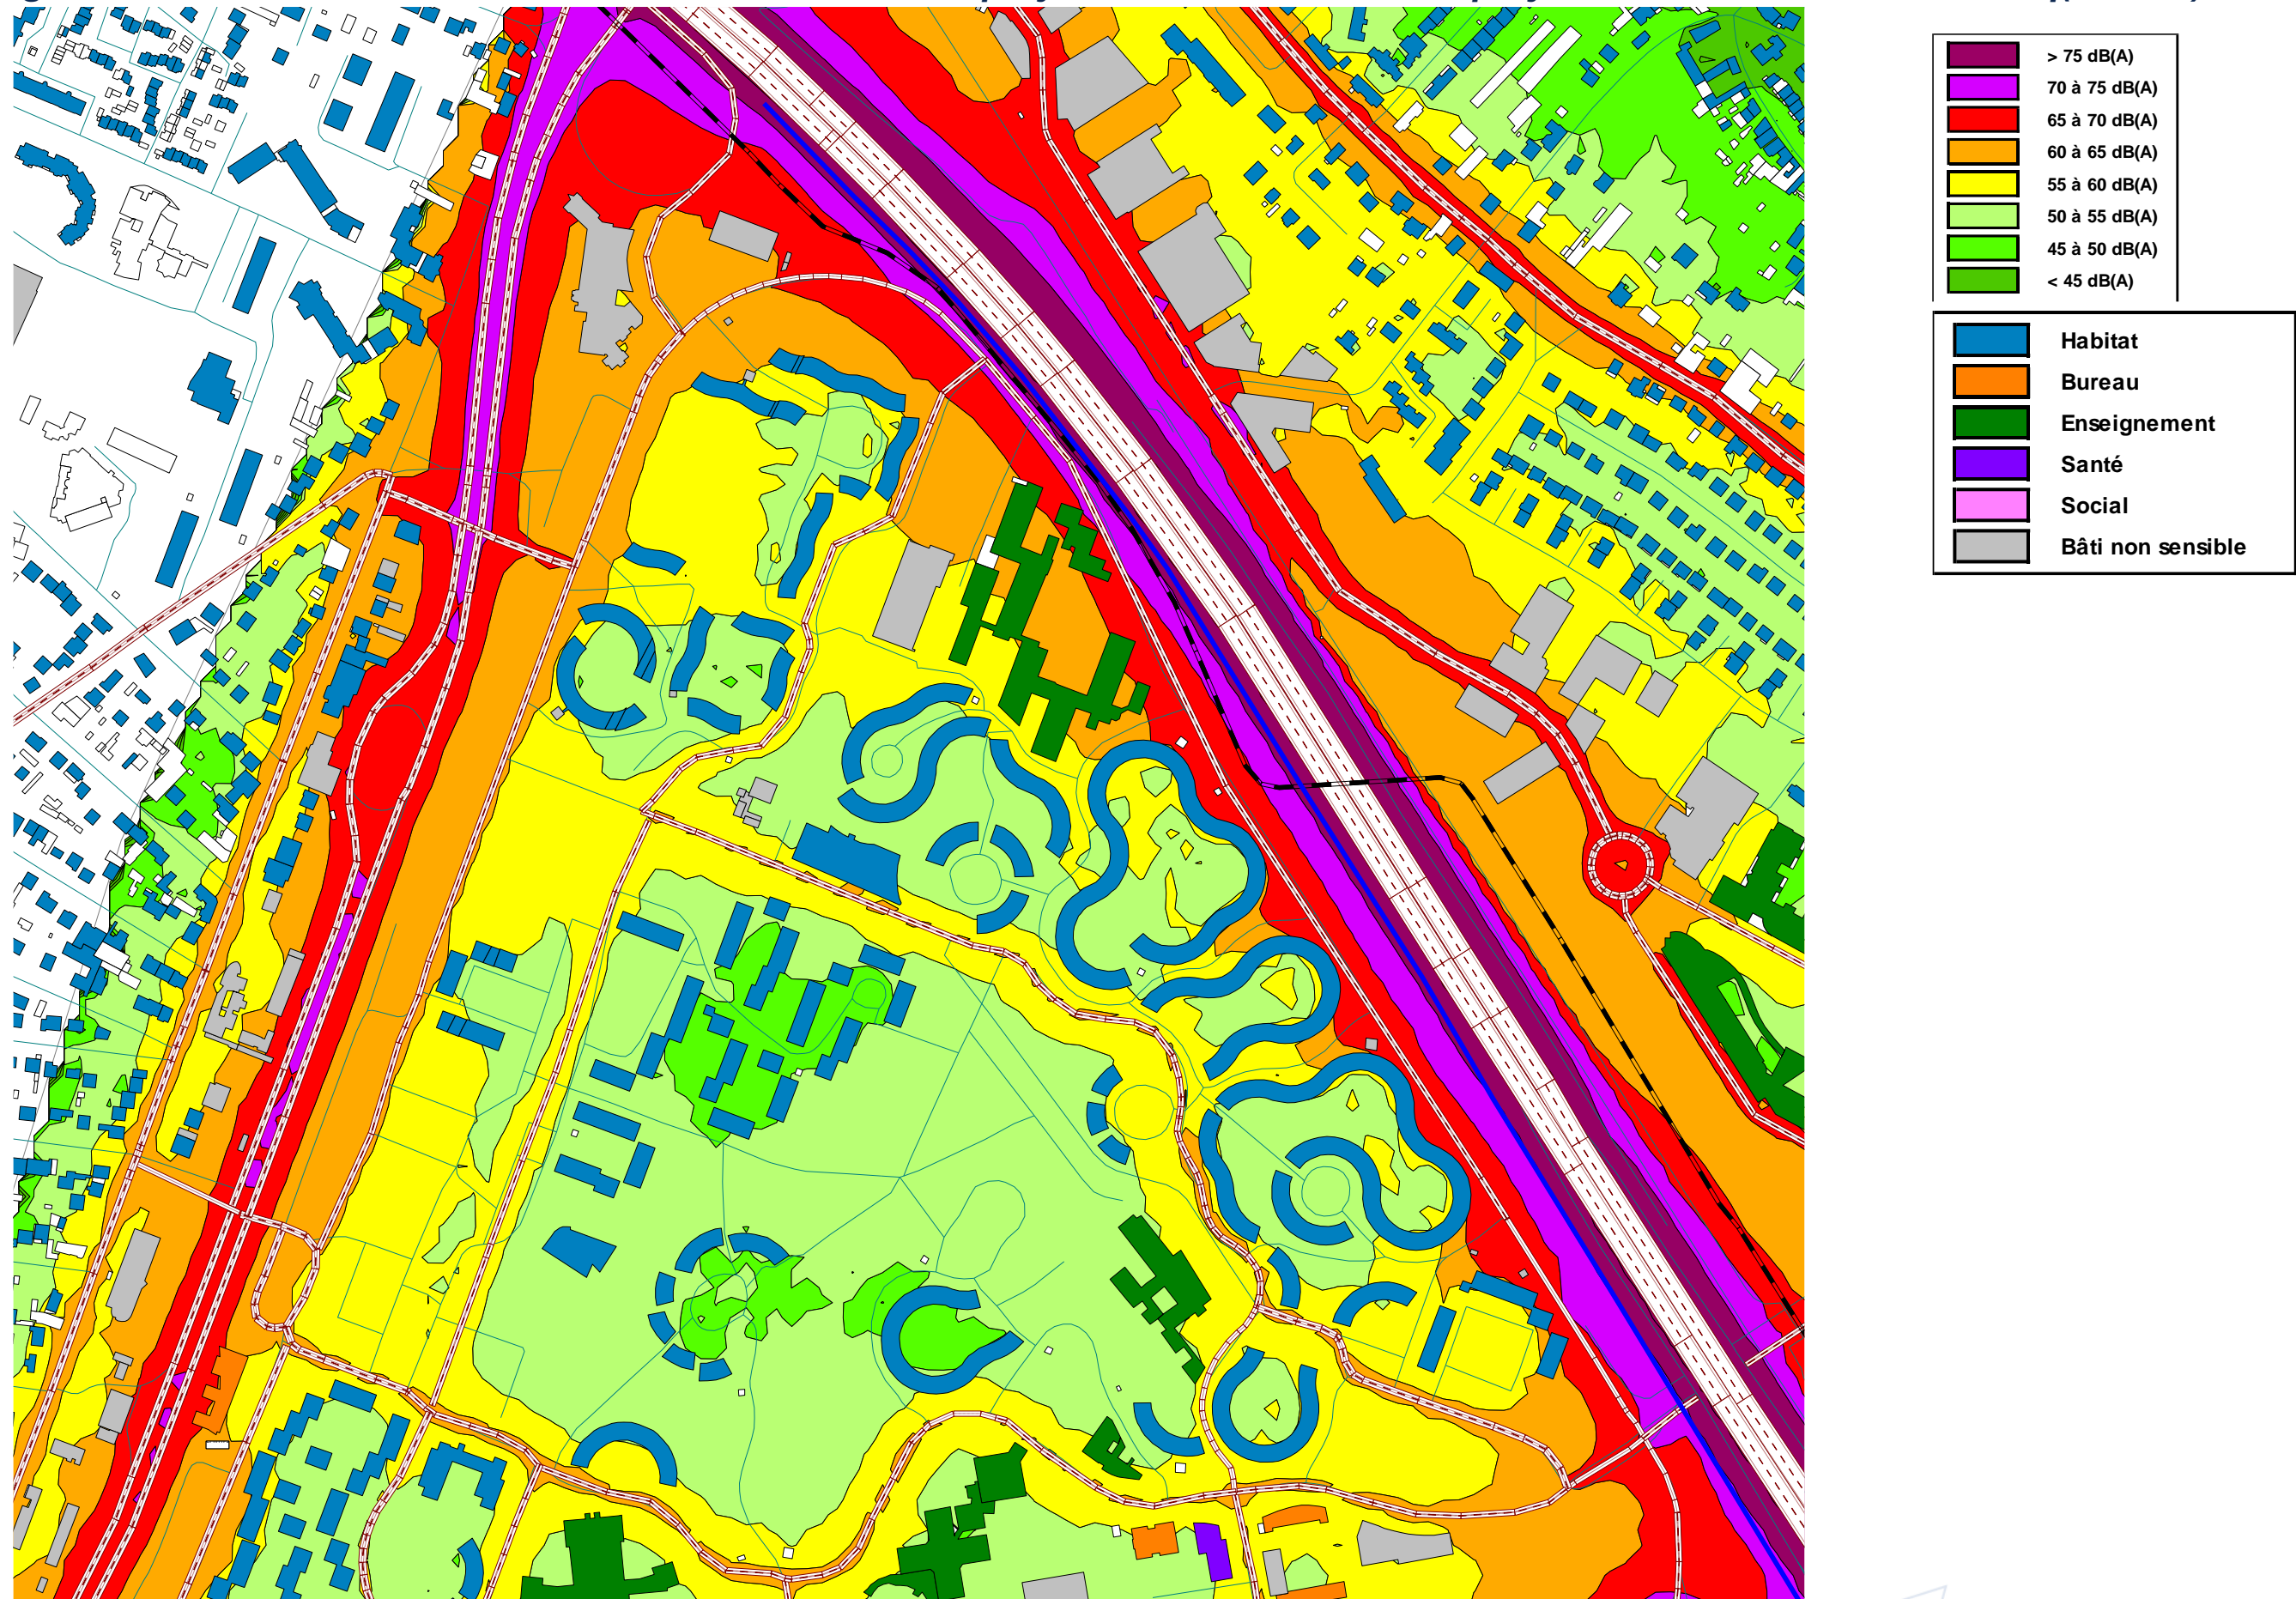 > 75 dB(A)
70 à 75 dB(A)
65 à 70 dB(A)
60 à 65 dB(A)
55 à 60 dB(A)
50 à 55 dB(A)
45 à 50 dB(A)
< 45 dB(A)
Habitat
Bureau
Enseignement
Santé
Social
Bâti non sensible